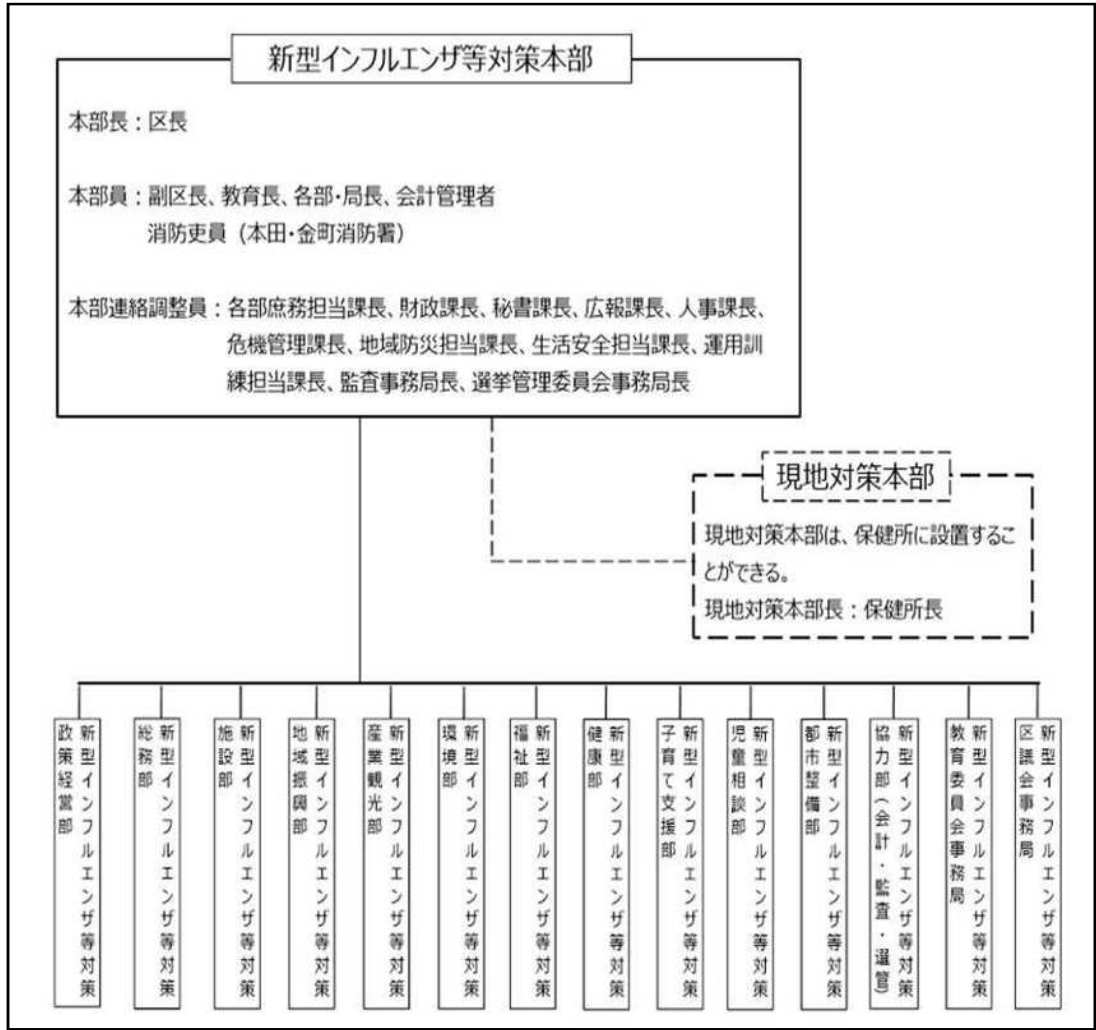 新型インフルエンザ等対策本部
本部長：区長
本部員：副区長、教育長、各部・局長、会計管理者
消防吏員（本田・金町消防署）
本部連絡調整員：各部庶務担当課長、財政課長、秘書課長、広報課長、人事課長、
危機管理課長、地域防災担当課長、生活安全担当課長、運用訓
練担当課長、監査事務局長、選挙管理委員会事務局長
現地対策本部
現地対策本部は、保健所に設置するこ
とができる。
現地対策本部長：保健所長
新型インフルエンザ等対策
政策経営部
新型インフルエンザ等対策
総務部
新型インフルエンザ等対策
施設部
新型インフルエンザ等対策
地域振興部
新型インフルエンザ等対策
産業観光部
新型インフルエンザ等対策
環境部
新型インフルエンザ等対策
福祉部
新型インフルエンザ等対策
健康部
新型インフルエンザ等対策
子育て支援部
新型インフルエンザ等対策
児童相談部
新型インフルエンザ等対策
都市整備部
新型インフルエンザ等対策
協力部（会計・監査・選管）
新型インフルエンザ等対策
教育委員会事務局
新型インフルエンザ等対策
区議会事務局